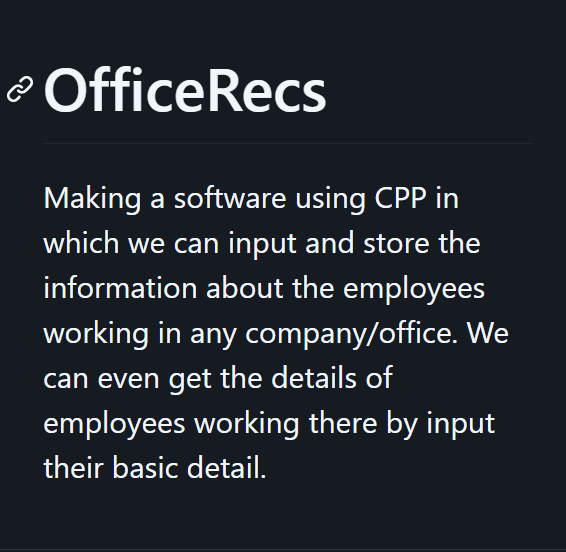 OfficeRecs
Making a software using CPP in
which we can input and store the
information about the employees
working in any company/office. We
can even get the details of
employees working there by input
their basic detail.